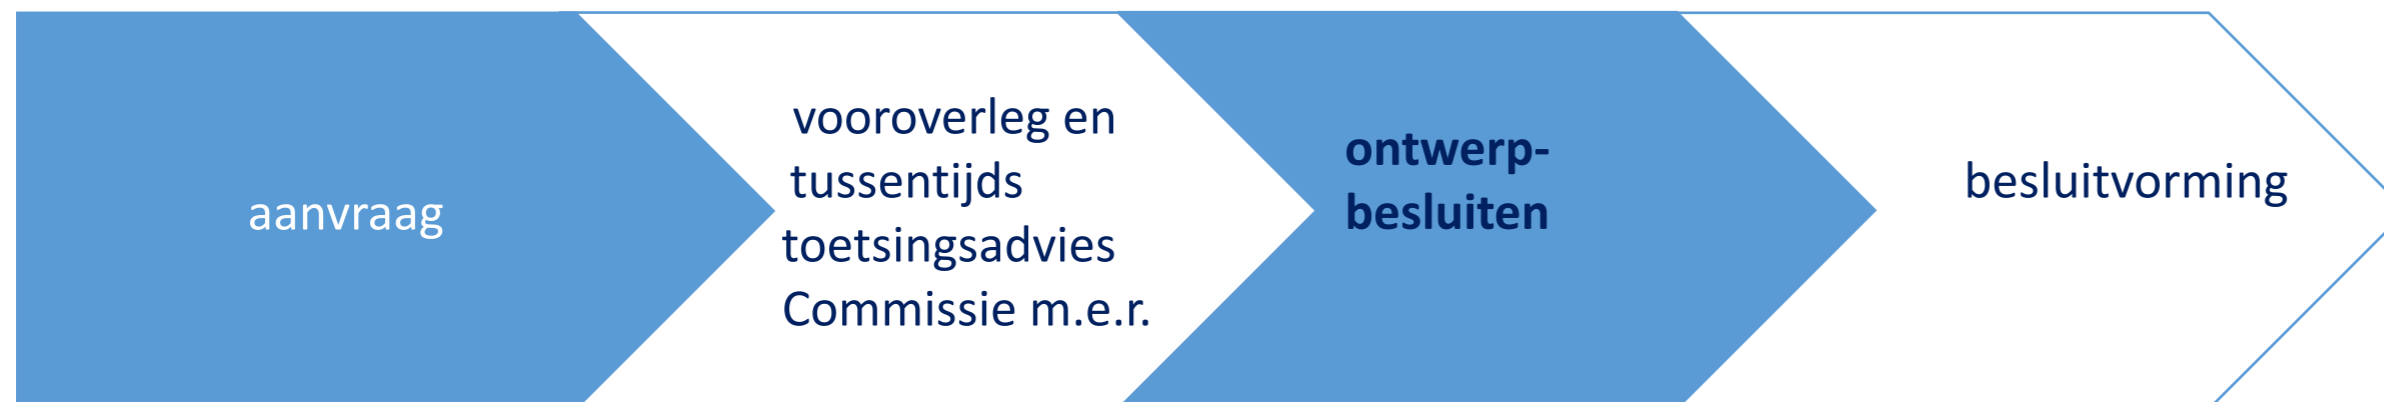 aanvraag
vooroverleg en
tussentijds
toetsingsadvies
Commissie m.e.r.
ontwerp-
besluiten
besluitvorming